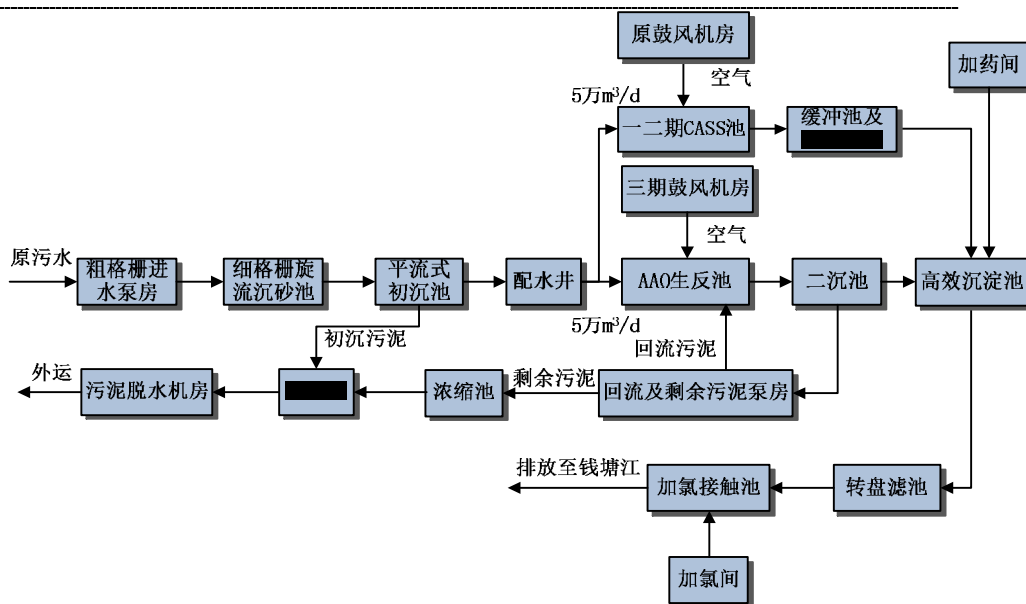 原鼓风机房
空气
加药间
5万m³/d
一二期CASS池
缓冲池及
三期鼓风机房
空气
原污水
粗格栅进
水泵房
细格栅旋
流沉砂池
平流式
初沉池
配水井
AAO生反池
二沉池
高效沉淀池
5万m³/d
初沉污泥
回流污泥
外运
污泥脱水机房
浓缩池
剩余污泥
回流及剩余污泥泵房
排放至钱塘江
加氯接触池
转盘滤池
加氯间